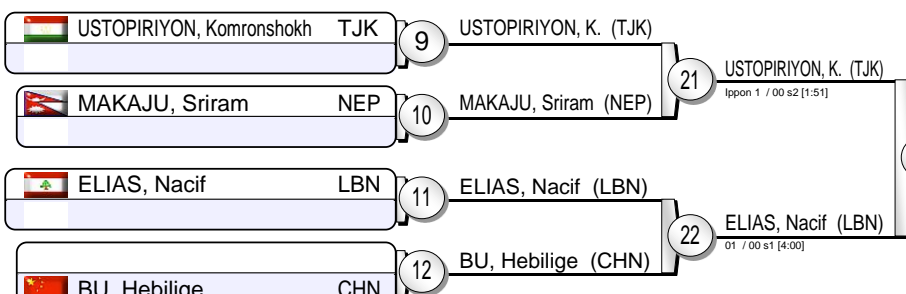 USTOPIRIYON, Komronshokh TJK
9
USTOPIRIYON, K. (TJK)
21
USTOPIRIYON, K. (TJK)
Ippon 1 / 00 s2 [1:51]
MAKAJU, Sriram NEP
10
MAKAJU, Sriram (NEP)
ELIAS, Nacif LBN
11
ELIAS, Nacif (LBN)
22
ELIAS, Nacif (LBN)
01 / 00 s1 [4:00]
BU, Hebilige CHN
12
BU, Hebilige (CHN)